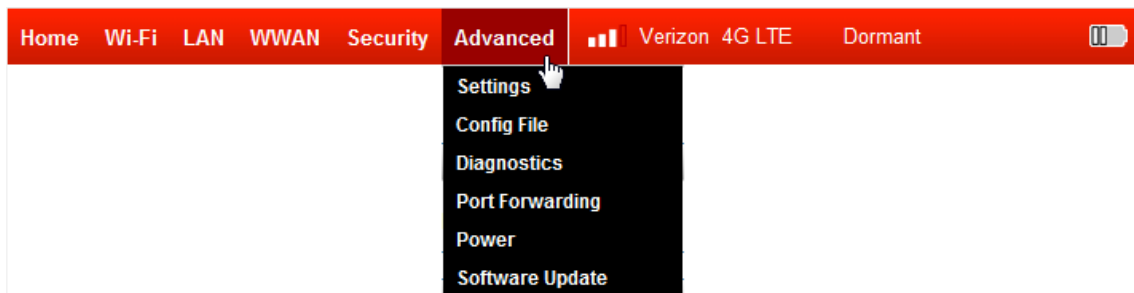 Home Wi-Fi LAN WWAN Security Advanced Verizon 4G LTE Dormant
Settings
Config File
Diagnostics
Port Forwarding
Power
Software Update